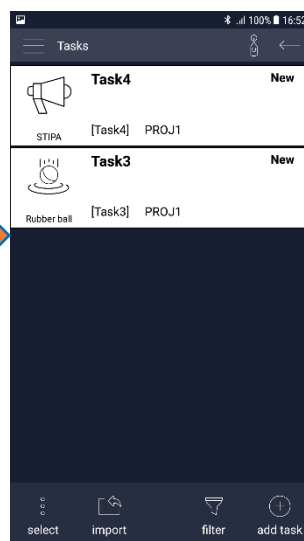 100% 16:52
Tasks
Task4 New
STIPA [Task4] PROJ1
Task3 New
Rubber ball [Task3] PROJ1
select import filter add task